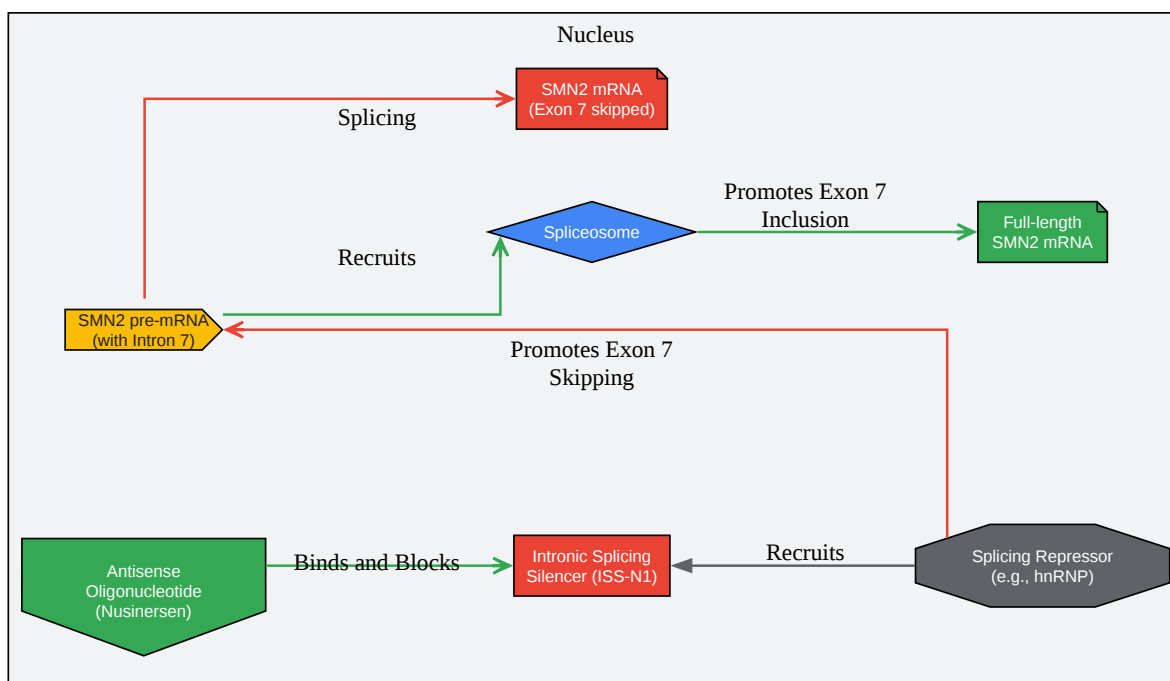 Nucleus
SMN2 mRNA
(Exon 7 skipped)
Splicing
Promotes Exon 7
Inclusion
Full-length
SMN2 mRNA
Spliceosome
Recruits
SMN2 pre-mRNA
(with Intron 7)
Promotes Exon 7
Skipping
Antisense
Oligonucleotide
(Nusinersen)
Binds and Blocks
Intronic Splicing
Silencer (ISS-N1)
Recruits
Splicing Repressor
(e.g., hnRNP)